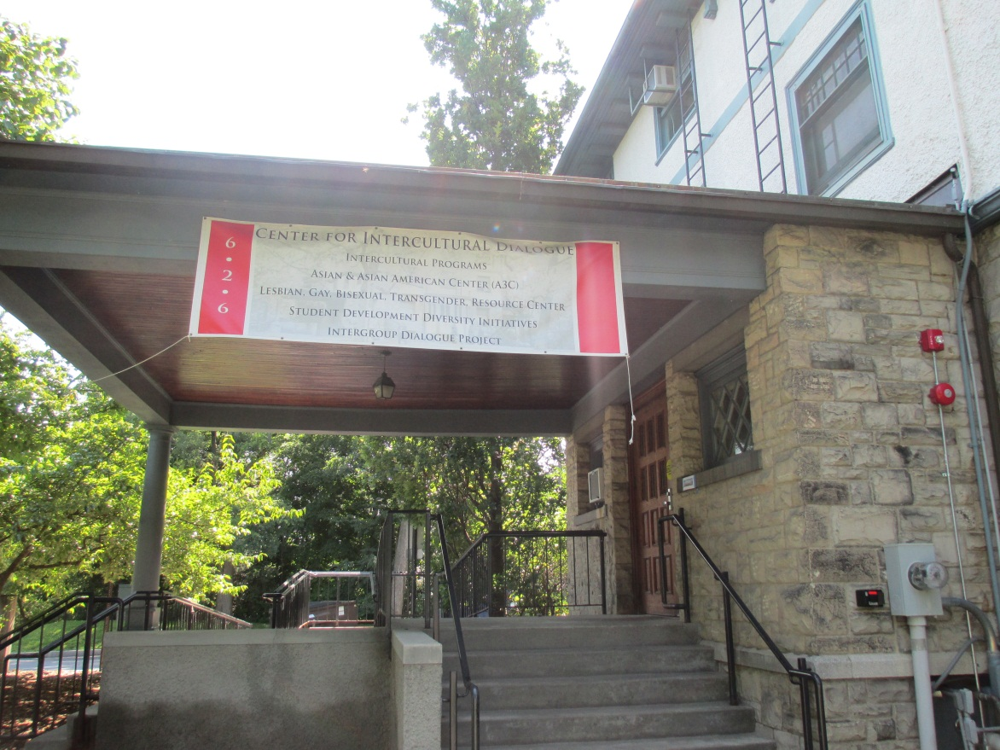 6 • 2 • 6
Center for Intercultural Dialogue
Intercultural Programs
Asian & Asian American Center (A3C)
Lesbian, Gay, Bisexual, Transgender, Resource Center
Student Development Diversity Initiatives
Intergroup Dialogue Project